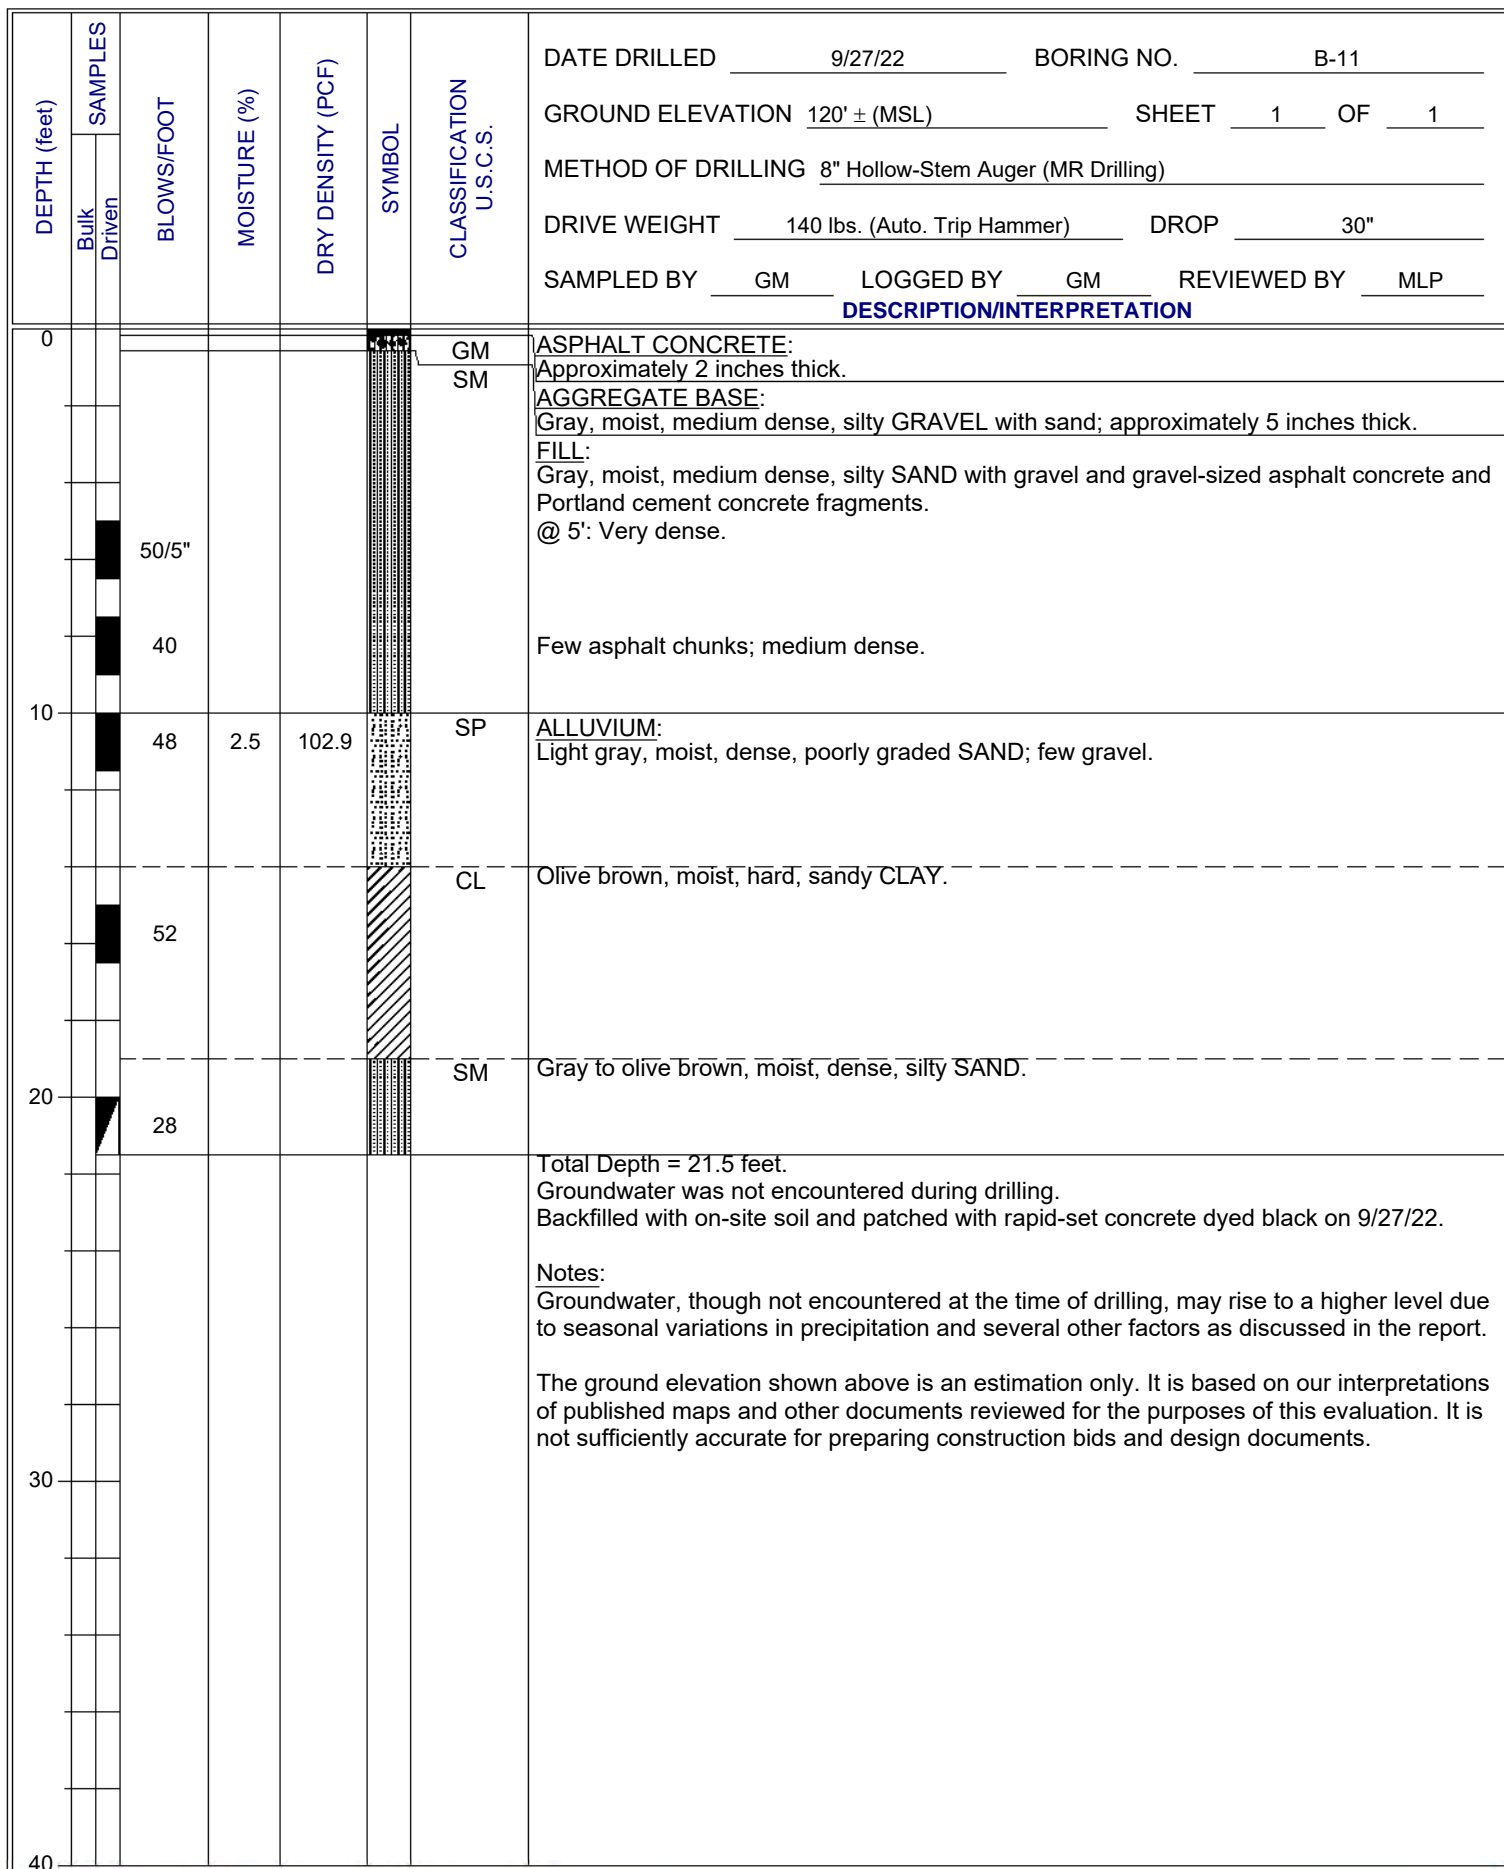 DEPTH (feet)
SAMPLES
Bulk
Driven
BLOWS/FOOT
MOISTURE (%)
DRY DENSITY (PCF)
SYMBOL
CLASSIFICATION
U.S.C.S.
DATE DRILLED 9/27/22 BORING NO. B-11
GROUND ELEVATION 120' ± (MSL) SHEET 1 OF 1
METHOD OF DRILLING 8" Hollow-Stem Auger (MR Drilling)
DRIVE WEIGHT 140 lbs. (Auto. Trip Hammer) DROP 30"
SAMPLED BY GM LOGGED BY GM REVIEWED BY MLP
DESCRIPTION/INTERPRETATION
0
GM ASPHALT CONCRETE:
Approximately 2 inches thick.
SM
AGGREGATE BASE:
Gray, moist, medium dense, silty GRAVEL with sand; approximately 5 inches thick.
FILL:
Gray, moist, medium dense, silty SAND with gravel and gravel-sized asphalt concrete and
Portland cement concrete fragments.
@ 5': Very dense.
50/5"
40 Few asphalt chunks; medium dense.
10
48 2.5 102.9 SP ALLUVIUM:
Light gray, moist, dense, poorly graded SAND; few gravel.
CL Olive brown, moist, hard, sandy CLAY.
52
SM Gray to olive brown, moist, dense, silty SAND.
20
28
Total Depth = 21.5 feet.
Groundwater was not encountered during drilling.
Backfilled with on-site soil and patched with rapid-set concrete dyed black on 9/27/22.
Notes:
Groundwater, though not encountered at the time of drilling, may rise to a higher level due
to seasonal variations in precipitation and several other factors as discussed in the report.
The ground elevation shown above is an estimation only. It is based on our interpretations
of published maps and other documents reviewed for the purposes of this evaluation. It is
not sufficiently accurate for preparing construction bids and design documents.
30
40